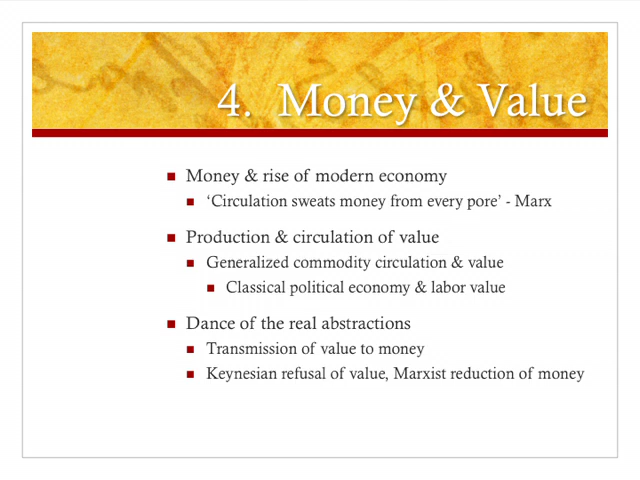 4. Money & Value
Money & rise of modern economy
‘Circulation sweats money from every pore’ - Marx
Production & circulation of value
Generalized commodity circulation & value
Classical political economy & labor value
Dance of the real abstractions
Transmission of value to money
Keynesian refusal of value, Marxist reduction of money